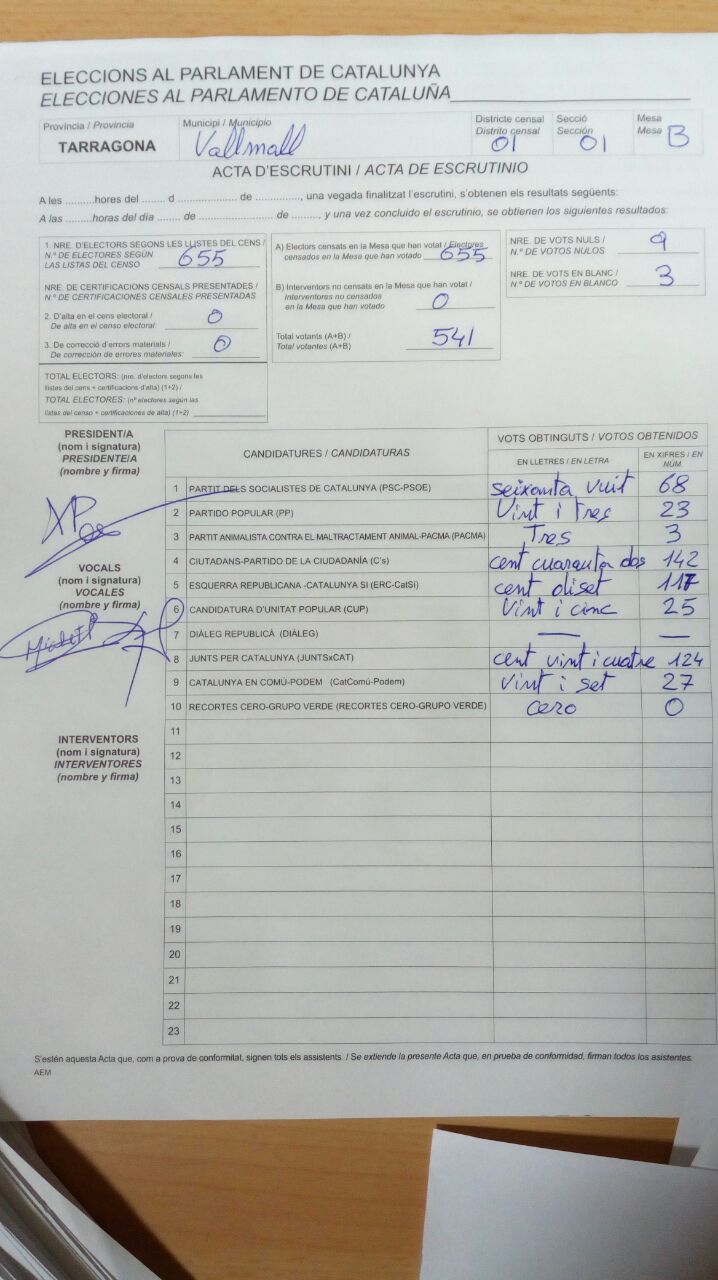 ELECCIONS AL PARLAMENT DE CATALUNYA
ELECCIONES AL PARLAMENTO DE CATALUÑA
Província / Provincia
TARRAGONA
Municipi / Municipio
Vallmoll
Districte censal
Distrito censal
01
Secció
Sección
01
Mesa
Mesa
B
ACTA D'ESCRUTINI / ACTA DE ESCRUTINIO
A les ..........hores del ........ d ..................... de ..............., una vegada finalitzat l'escrutini, s'obtenen els resultats següents:
A las ........horas del día ........ de ......................... de ........., y una vez concluido el escrutinio, se obtienen los siguientes resultados:
1. NRE. D'ELECTORS SEGONS LES LLISTES DEL CENS /
N.º DE ELECTORES SEGÚN
LAS LISTAS DEL CENSO 655
NRE. DE CERTIFICACIONS CENSALS PRESENTADES /
N.º DE CERTIFICACIONES CENSALES PRESENTADAS
2. D'alta en el cens electoral /
De alta en el censo electoral: 0
3. De correcció d'errors materials /
De corrección de errores materiales: 0
TOTAL ELECTORS: (nre. d'electors segons les
llistes del cens + certificacions d'alta) (1+2) /
TOTAL ELECTORES: (nº electores según las
listas del censo + certificaciones de alta) (1+2)
A) Electors censats en la Mesa que han votat / Electores
censados en la Mesa que han votado 655
B) Interventors no censats en la Mesa que han votat /
Interventores no censados
en la Mesa que han votado 0
Total votants (A+B) /
Total votantes (A+B) 541
NRE. DE VOTS NULS /
N.º DE VOTOS NULOS 9
NRE. DE VOTS EN BLANC /
N.º DE VOTOS EN BLANCO 3
PRESIDENT/A
(nom i signatura)
PRESIDENTE/A
(nombre y firma)
VOCALS
(nom i signatura)
VOCALES
(nombre y firma)
INTERVENTORS
(nom i signatura)
INTERVENTORES
(nombre y firma)
CANDIDATURES / CANDIDATURAS
VOTS OBTINGUTS / VOTOS OBTENIDOS
EN LLETRES / EN LETRA
EN XIFRES / EN NÚM
1 PARTIT DELS SOCIALISTES DE CATALUNYA (PSC-PSOE) seixanta vuit 68
2 PARTIDO POPULAR (PP) Vint i tres 23
3 PARTIT ANIMALISTA CONTRA EL MALTRACTAMENT ANIMAL-PACMA (PACMA) Tres 3
4 CIUTADANS-PARTIDO DE LA CIUDADANÍA (C's) cent cuaranta dos 142
5 ESQUERRA REPUBLICANA -CATALUNYA SI (ERC-CatSi) cent diset 117
6 CANDIDATURA D'UNITAT POPULAR (CUP) Vint i cinc 25
7 DIÀLEG REPUBLICÀ (DIÀLEG) — —
8 JUNTS PER CATALUNYA (JUNTSxCAT) cent vint i cuatre 124
9 CATALUNYA EN COMÚ-PODEM (CatComú-Podem) Vint i set 27
10 RECORTES CERO-GRUPO VERDE (RECORTES CERO-GRUPO VERDE) cero 0
11
12
13
14
15
16
17
18
19
20
21
22
23
S'estén aquesta Acta que, com a prova de conformitat, signen tots els assistents. / Se extiende la presente Acta que, en prueba de conformidad, firman todos los asistentes.
AEM